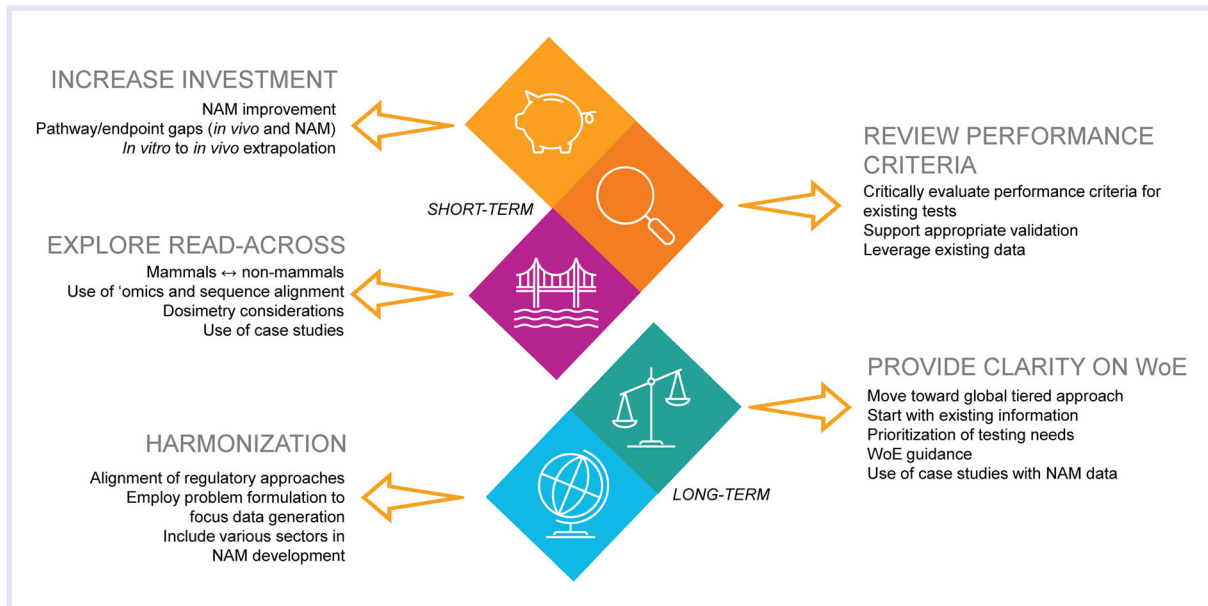 INCREASE INVESTMENT
NAM improvement
Pathway/endpoint gaps (in vivo and NAM)
In vitro to in vivo extrapolation
REVIEW PERFORMANCE
CRITERIA
Critically evaluate performance criteria for
existing tests
Support appropriate validation
Leverage existing data
SHORT-TERM
EXPLORE READ-ACROSS
Mammals ↔ non-mammals
Use of ‘omics and sequence alignment
Dosimetry considerations
Use of case studies
PROVIDE CLARITY ON WoE
Move toward global tiered approach
Start with existing information
Prioritization of testing needs
WoE guidance
Use of case studies with NAM data
HARMONIZATION
Alignment of regulatory approaches
Employ problem formulation to
focus data generation
Include various sectors in
NAM development
LONG-TERM